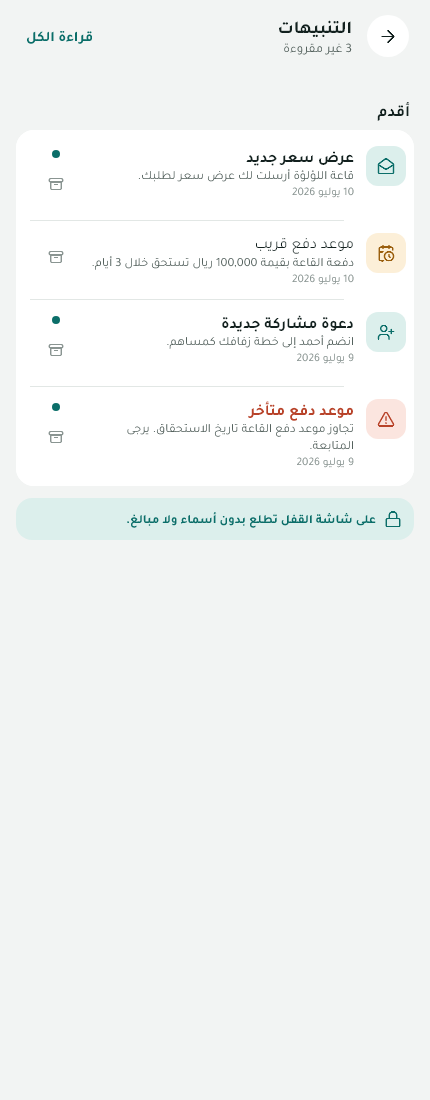 التنبيهات
3 غير مقروءة
قراءة الكل
أقدم
عرض سعر جديد
قاعة اللؤلؤة أرسلت لك عرض سعر لطلبك.
10 يوليو 2026
موعد دفع قريب
دفعة القاعة بقيمة 100,000 ريال تستحق خلال 3 أيام.
10 يوليو 2026
دعوة مشاركة جديدة
انضم أحمد إلى خطة زفافك كمساهم.
9 يوليو 2026
موعد دفع متأخر
تجاوز موعد دفع القاعة تاريخ الاستحقاق. يرجى
المتابعة.
9 يوليو 2026
على شاشة القفل تطلع بدون أسماء ولا مبالغ.